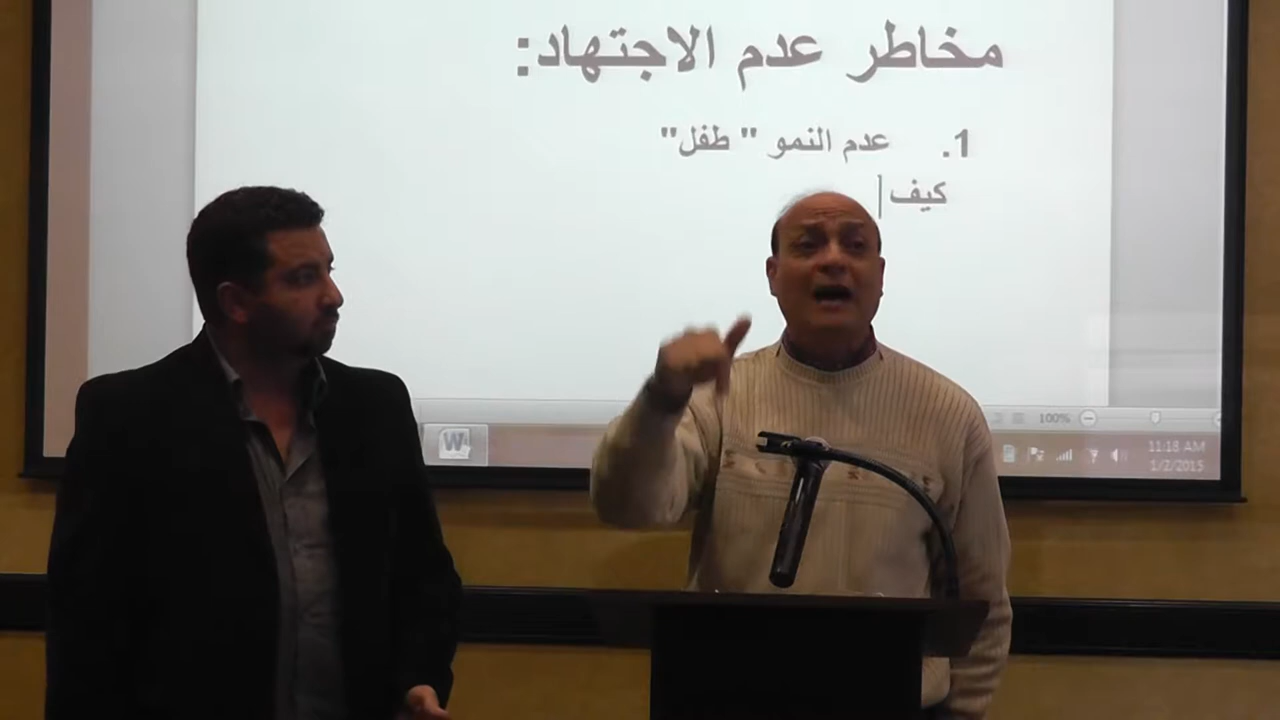 مخاطر عدم الاجتهاد:
1. عدم النمو " طفل"
كيف
W
100%
11:18 AM
1/2/2015